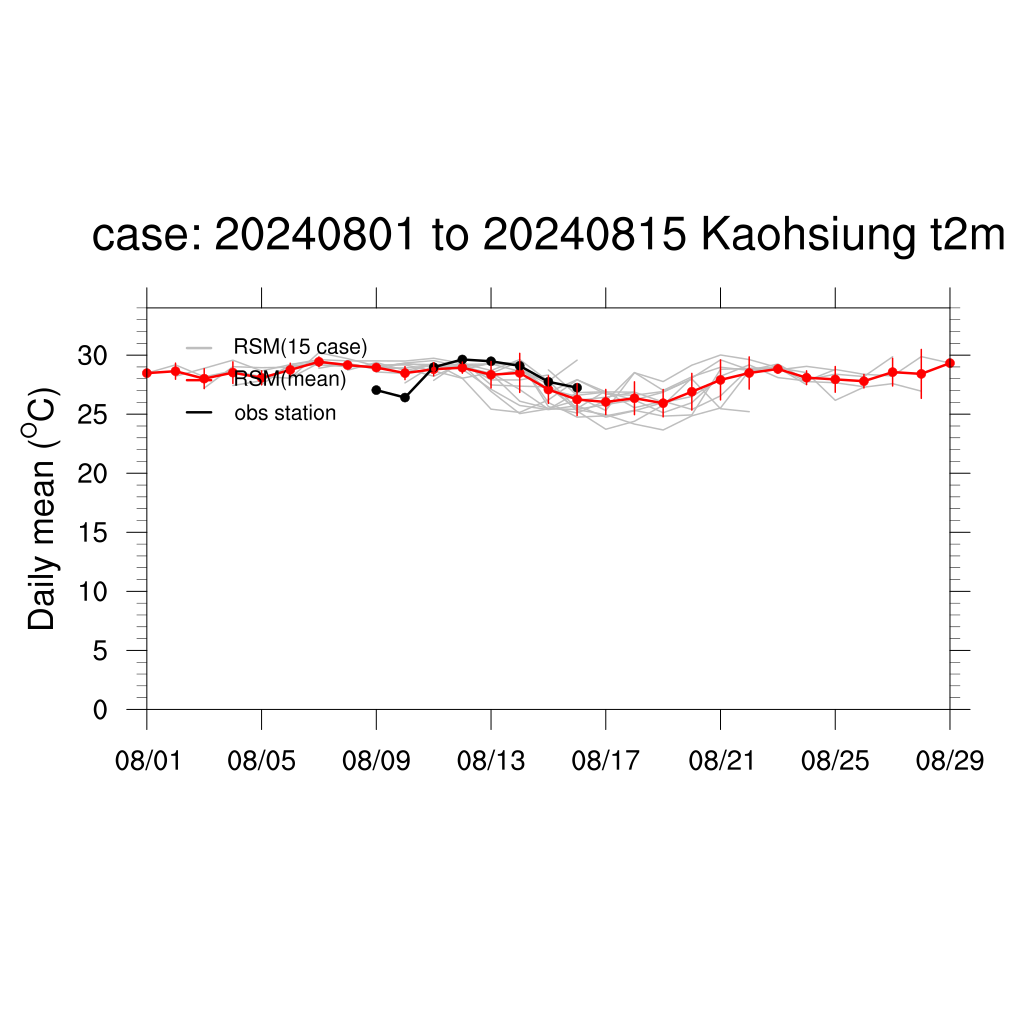 case: 20240801 to 20240815 Kaohsiung t2m
Daily mean (°C)
30
25
20
15
10
5
0
RSM(15 case)
RSM(mean)
obs station
08/01 08/05 08/09 08/13 08/17 08/21 08/25 08/29